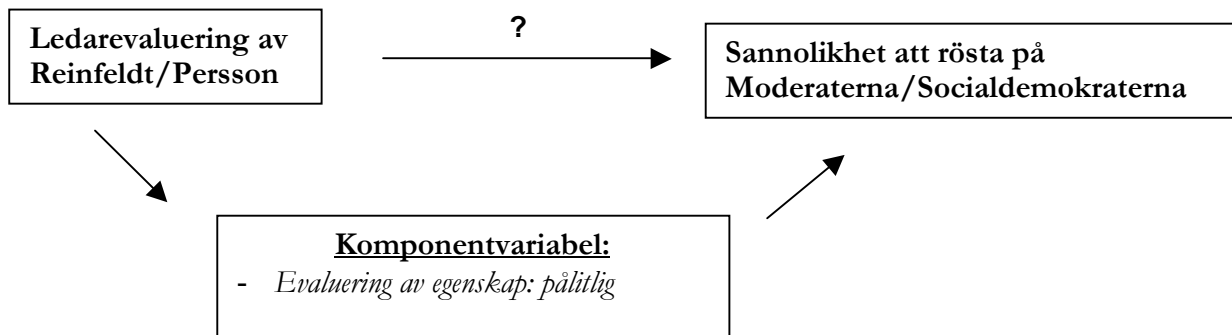 ?
Ledarevaluering av
Reinfeldt/Persson
Sannolikhet att rösta på
Moderaterna/Socialdemokraterna
Komponentvariabel:
- Evaluering av egenskap: pålitlig